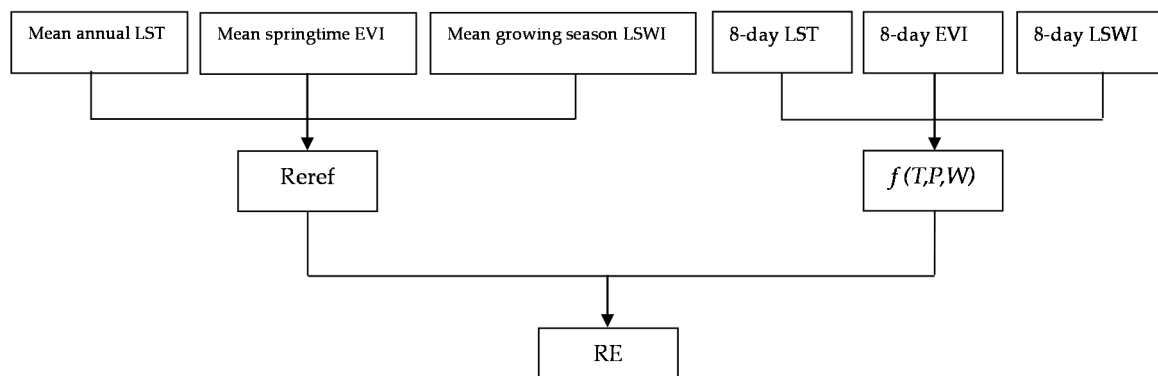 Mean annual LST
Mean springtime EVI
Mean growing season LSWI
8-day LST
8-day EVI
8-day LSWI
Reref
f (T,P,W)
RE